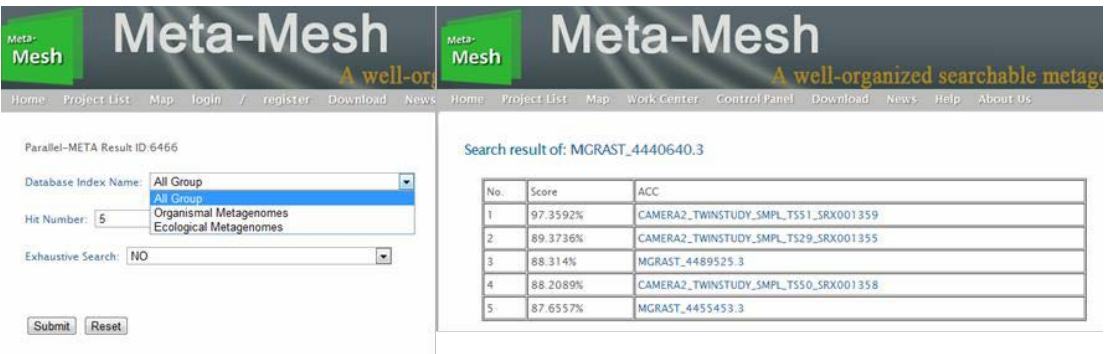 Meta-
Mesh
Meta-Mesh
A well-org
Home Project List Map login / register Download News
Parallel-META Result ID:6466
Database Index Name: All Group
All Group
Organismal Metagenomes
Ecological Metagenomes
Hit Number: 5
Exhaustive Search: NO
Submit Reset
Meta-
Mesh
Meta-Mesh
A well-organized searchable metage
Home Project List Map Work Center Control Panel Download News Help About Us
Search result of: MGRAST_4440640.3
No. Score ACC
1 97.3592% CAMERA2_TWINSTUDY_SMPL_TS51_SRX001359
2 89.3736% CAMERA2_TWINSTUDY_SMPL_TS29_SRX001355
3 88.314% MGRAST_4489525.3
4 88.2089% CAMERA2_TWINSTUDY_SMPL_TS50_SRX001358
5 87.6557% MGRAST_4455453.3